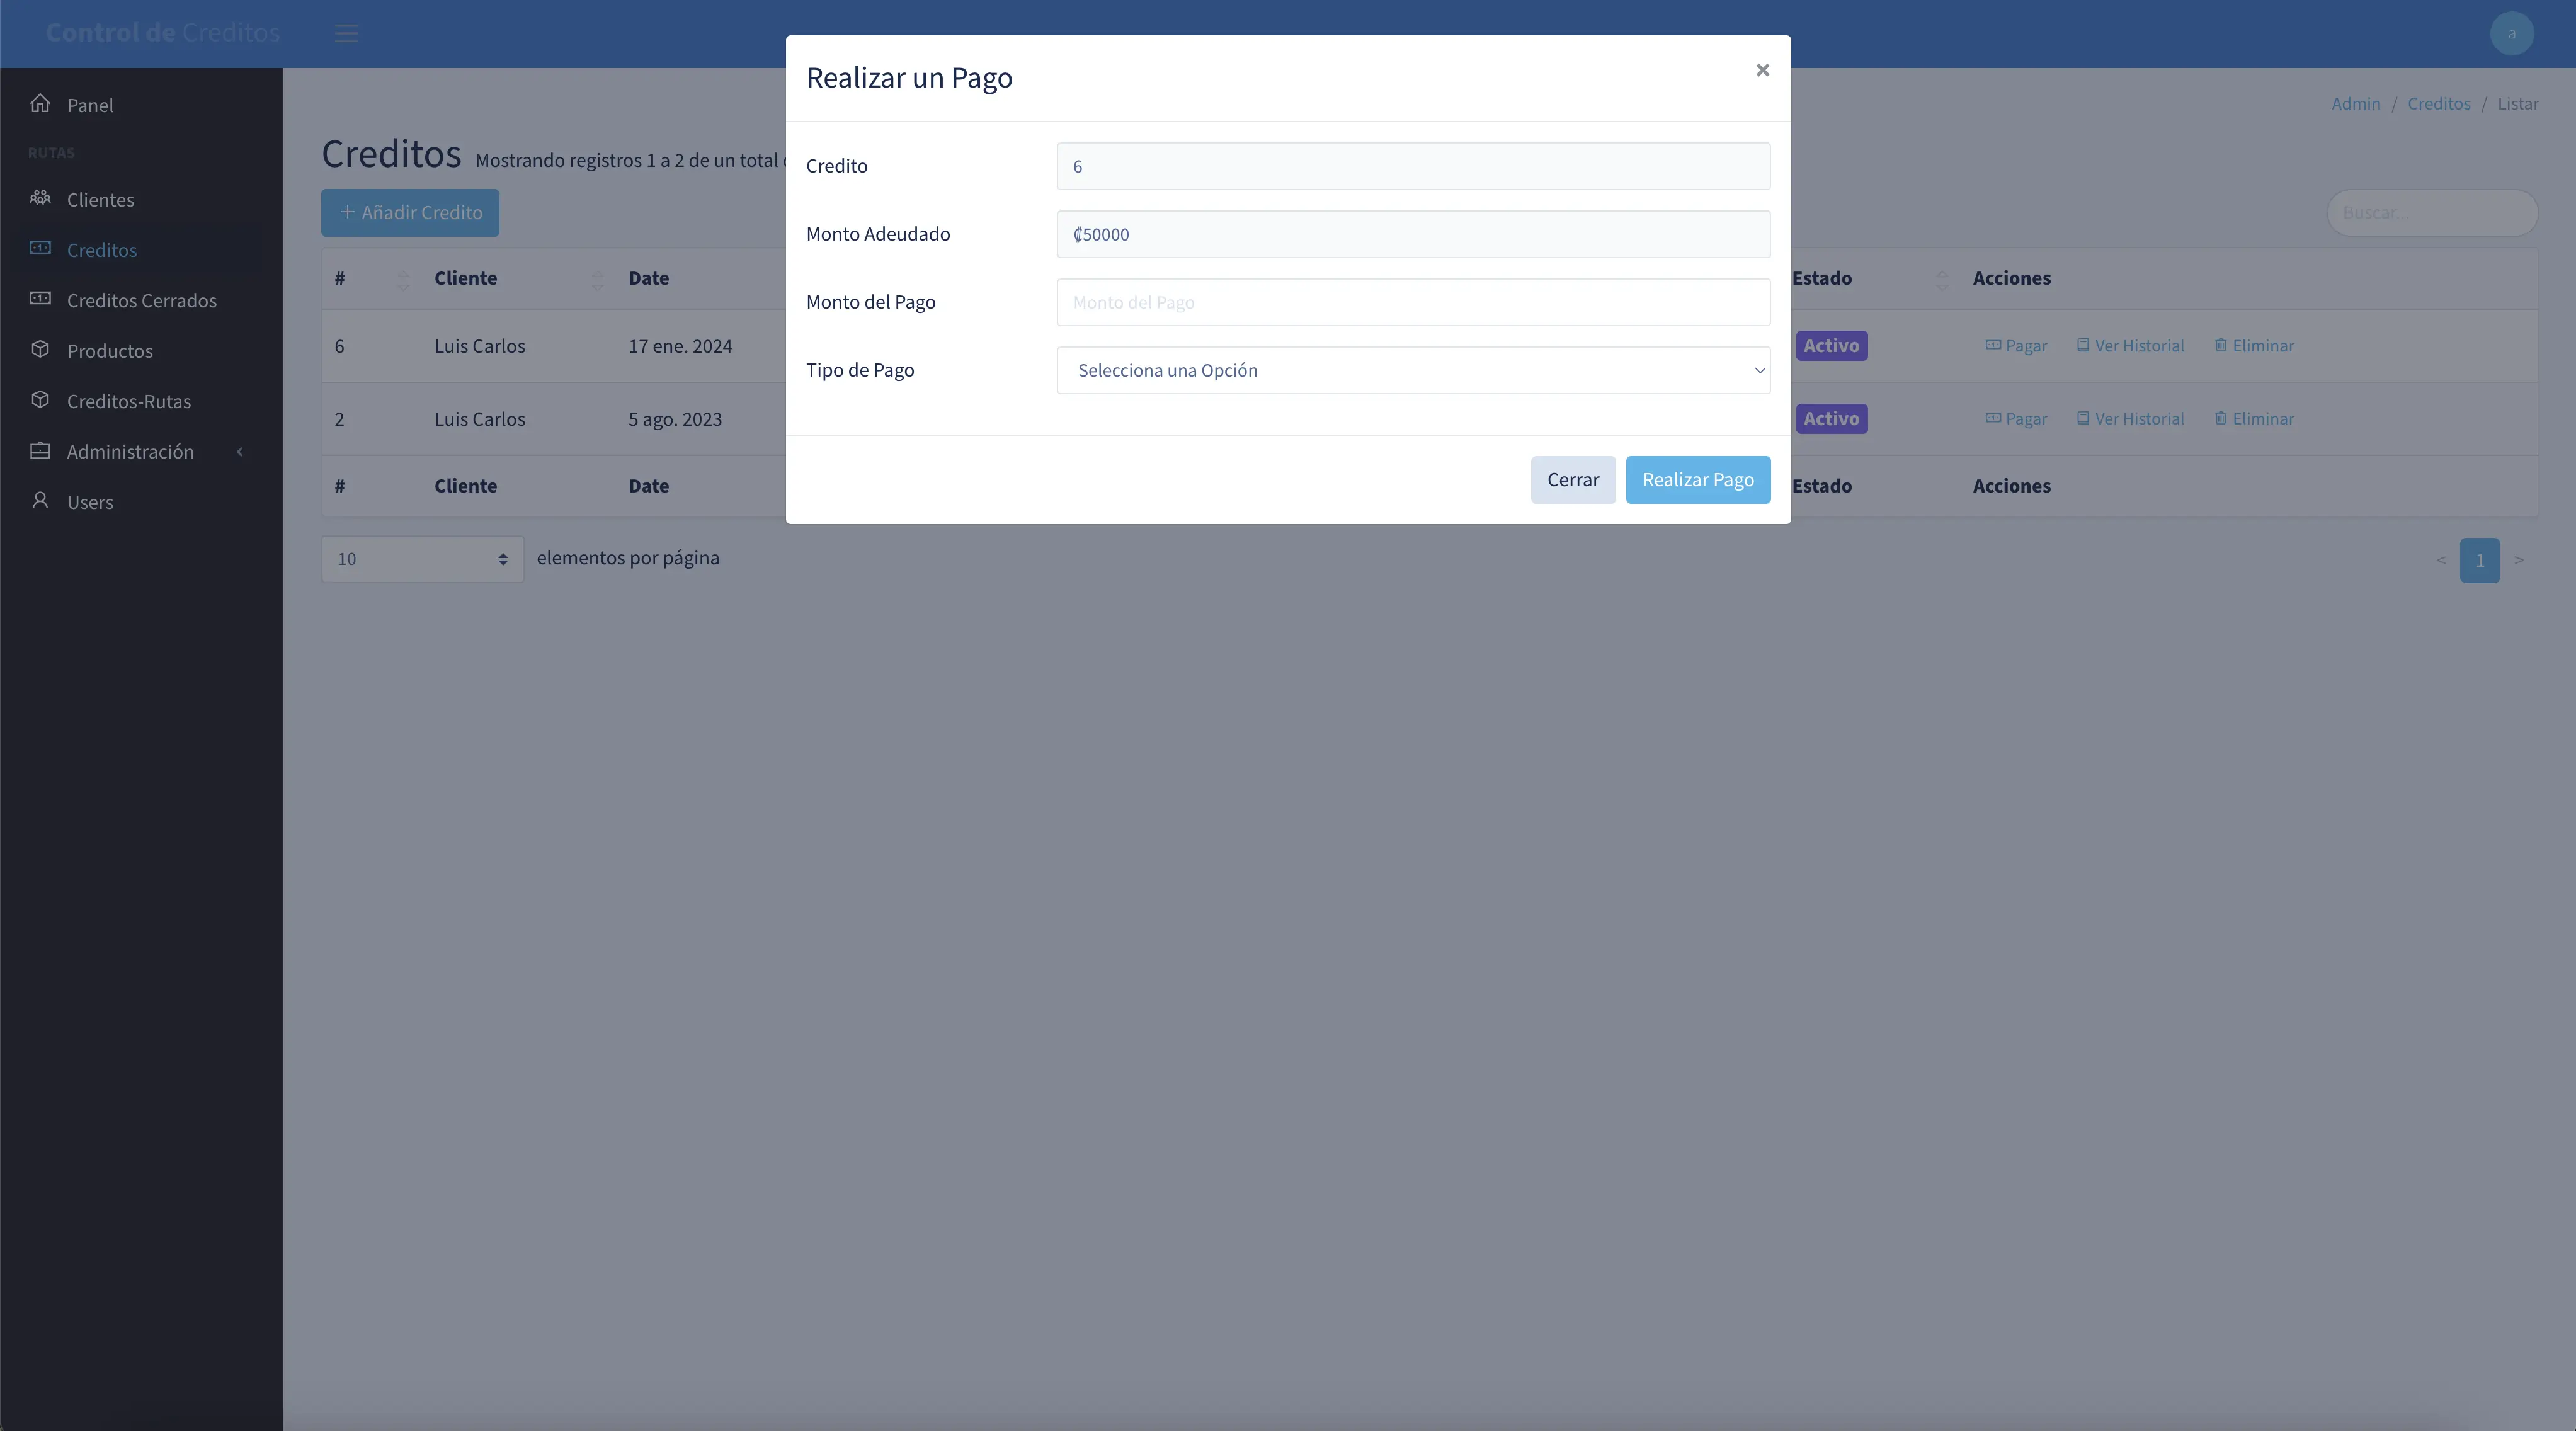 Control de Creditos
a
Panel
RUTAS
Clientes
Creditos
Creditos Cerrados
Productos
Creditos-Rutas
Administración
Users
Admin / Creditos / Listar
Creditos Mostrando registros 1 a 2 de un total
+ Añadir Credito
Buscar...
# Cliente Date Estado Acciones
6 Luis Carlos 17 ene. 2024 Activo Pagar Ver Historial Eliminar
2 Luis Carlos 5 ago. 2023 Activo Pagar Ver Historial Eliminar
# Cliente Date Estado Acciones
10 elementos por página
< 1 >
Realizar un Pago ×
Credito 6
Monto Adeudado ₡50000
Monto del Pago Monto del Pago
Tipo de Pago Selecciona una Opción
Cerrar Realizar Pago